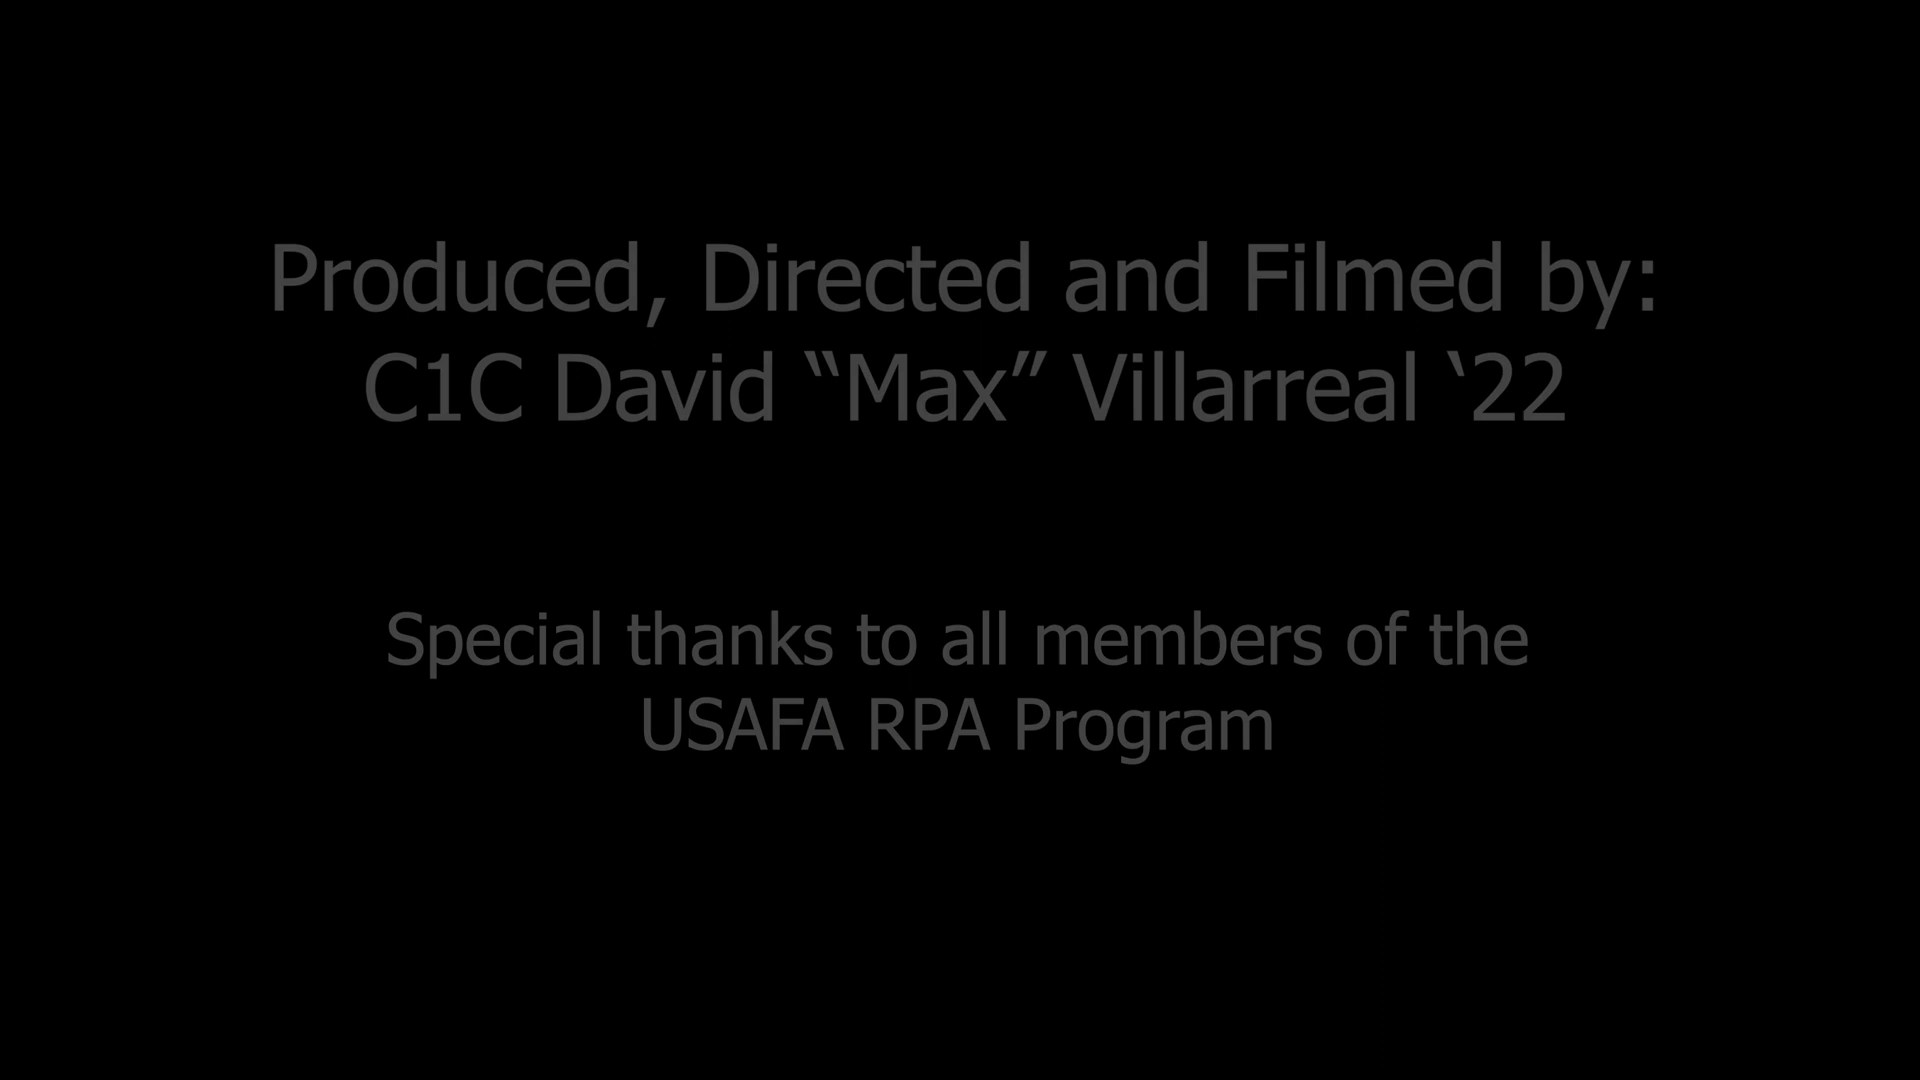 Produced, Directed and Filmed by:
C1C David “Max” Villarreal ‘22
Special thanks to all members of the
USAFA RPA Program